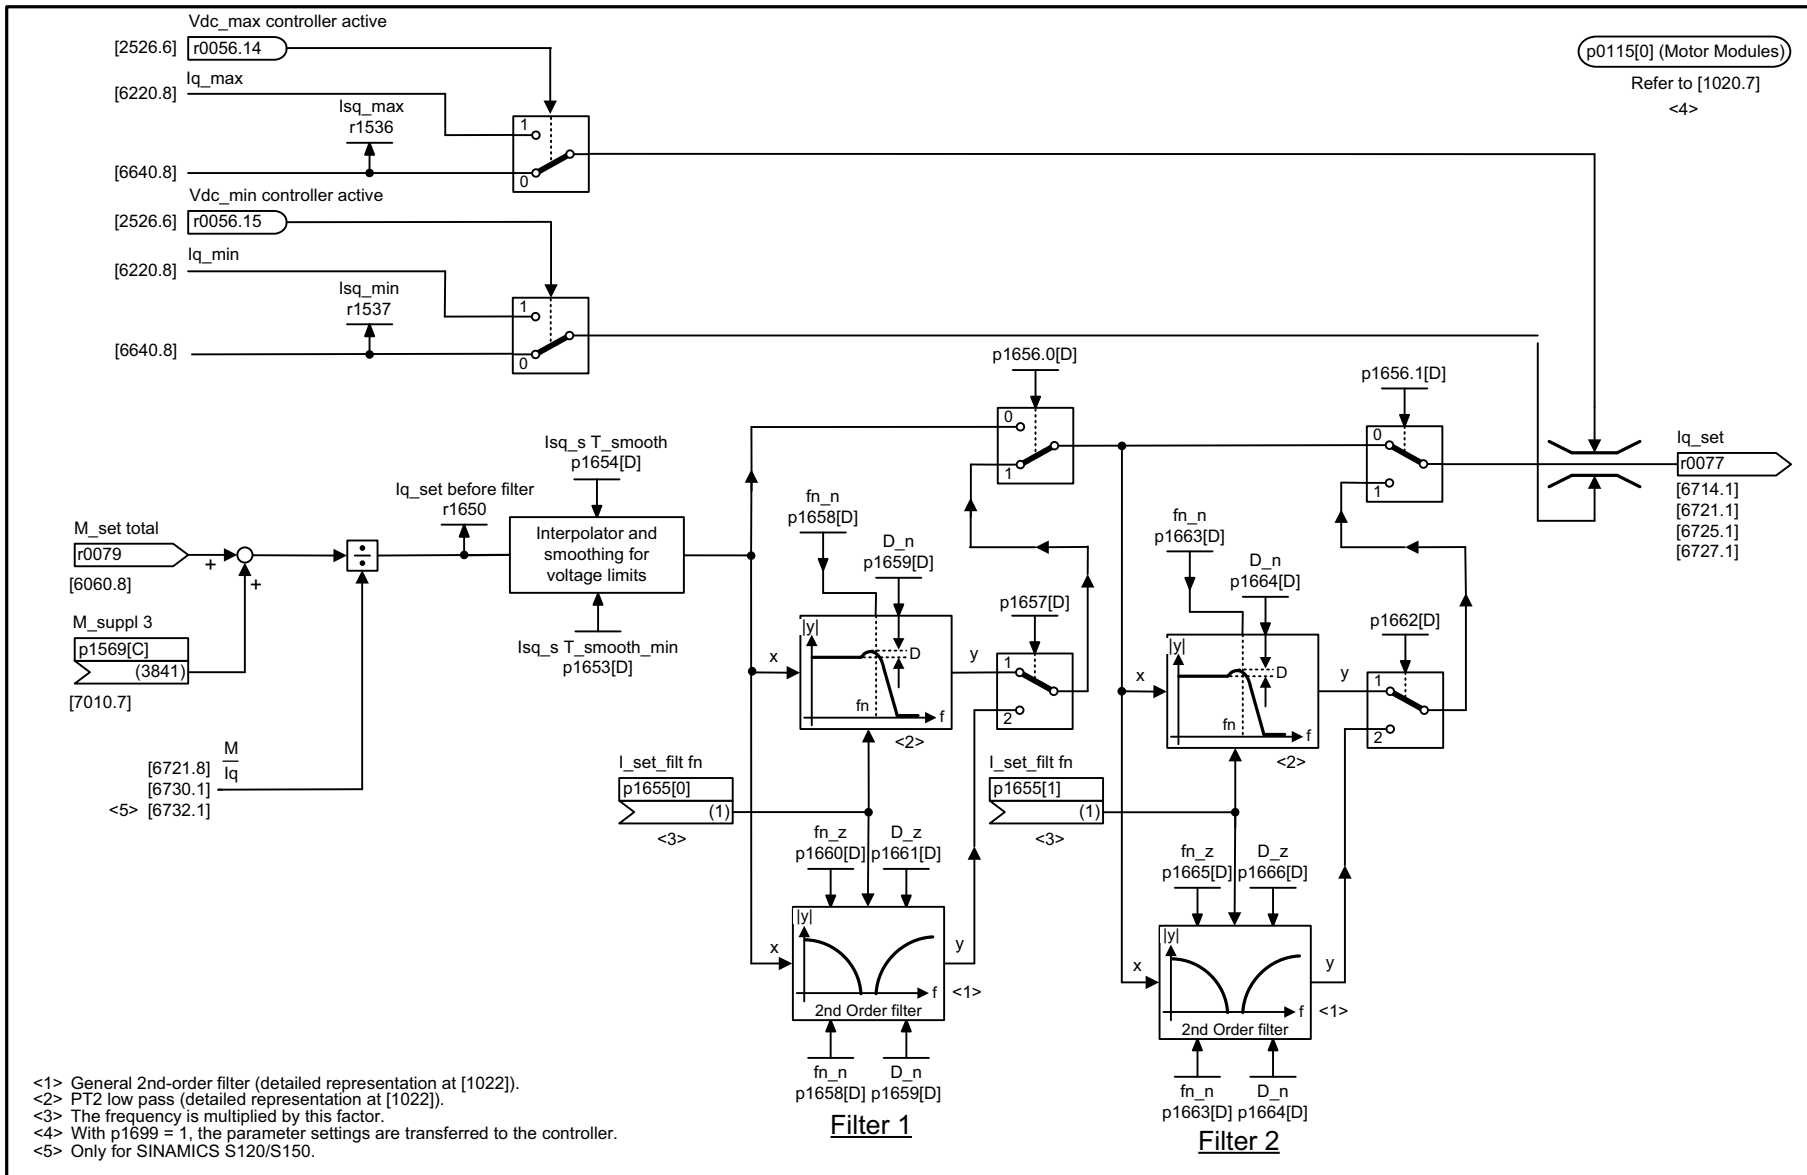 Vdc_max controller active
[2526.6] r0056.14
Iq_max
[6220.8]
Isq_max
r1536
1
[6640.8]
0
p0115[0] (Motor Modules)
Refer to [1020.7]
<4>
Vdc_min controller active
[2526.6] r0056.15
Iq_min
[6220.8]
Isq_min
r1537
1
[6640.8]
0
p1656.0[D]
0
1
p1656.1[D]
0
1
Iq_set
r0077
[6714.1]
[6721.1]
[6725.1]
[6727.1]
Isq_s T_smooth
p1654[D]
Iq_set before filter
r1650
Interpolator and
smoothing for
voltage limits
Isq_s T_smooth_min
p1653[D]
M_set total
r0079
[6060.8]
+
+
÷
M_suppl 3
p1569[C]
(3841)
[7010.7]
M
Iq
[6721.8]
[6730.1]
<5> [6732.1]
fn_n
p1658[D]
D_n
p1659[D]
|y|
D
x
y
fn
f
<2>
p1657[D]
1
2
I_set_filt fn
p1655[0]
(1)
<3>
fn_z
p1660[D]
D_z
p1661[D]
|y|
x
y
f
<1>
2nd Order filter
fn_n
p1658[D]
D_n
p1659[D]
Filter 1
fn_n
p1663[D]
D_n
p1664[D]
|y|
D
x
y
fn
f
<2>
p1662[D]
1
2
I_set_filt fn
p1655[1]
(1)
<3>
fn_z
p1665[D]
D_z
p1666[D]
|y|
x
y
f
<1>
2nd Order filter
fn_n
p1663[D]
D_n
p1664[D]
Filter 2
<1> General 2nd-order filter (detailed representation at [1022]).
<2> PT2 low pass (detailed representation at [1022]).
<3> The frequency is multiplied by this factor.
<4> With p1699 = 1, the parameter settings are transferred to the controller.
<5> Only for SINAMICS S120/S150.